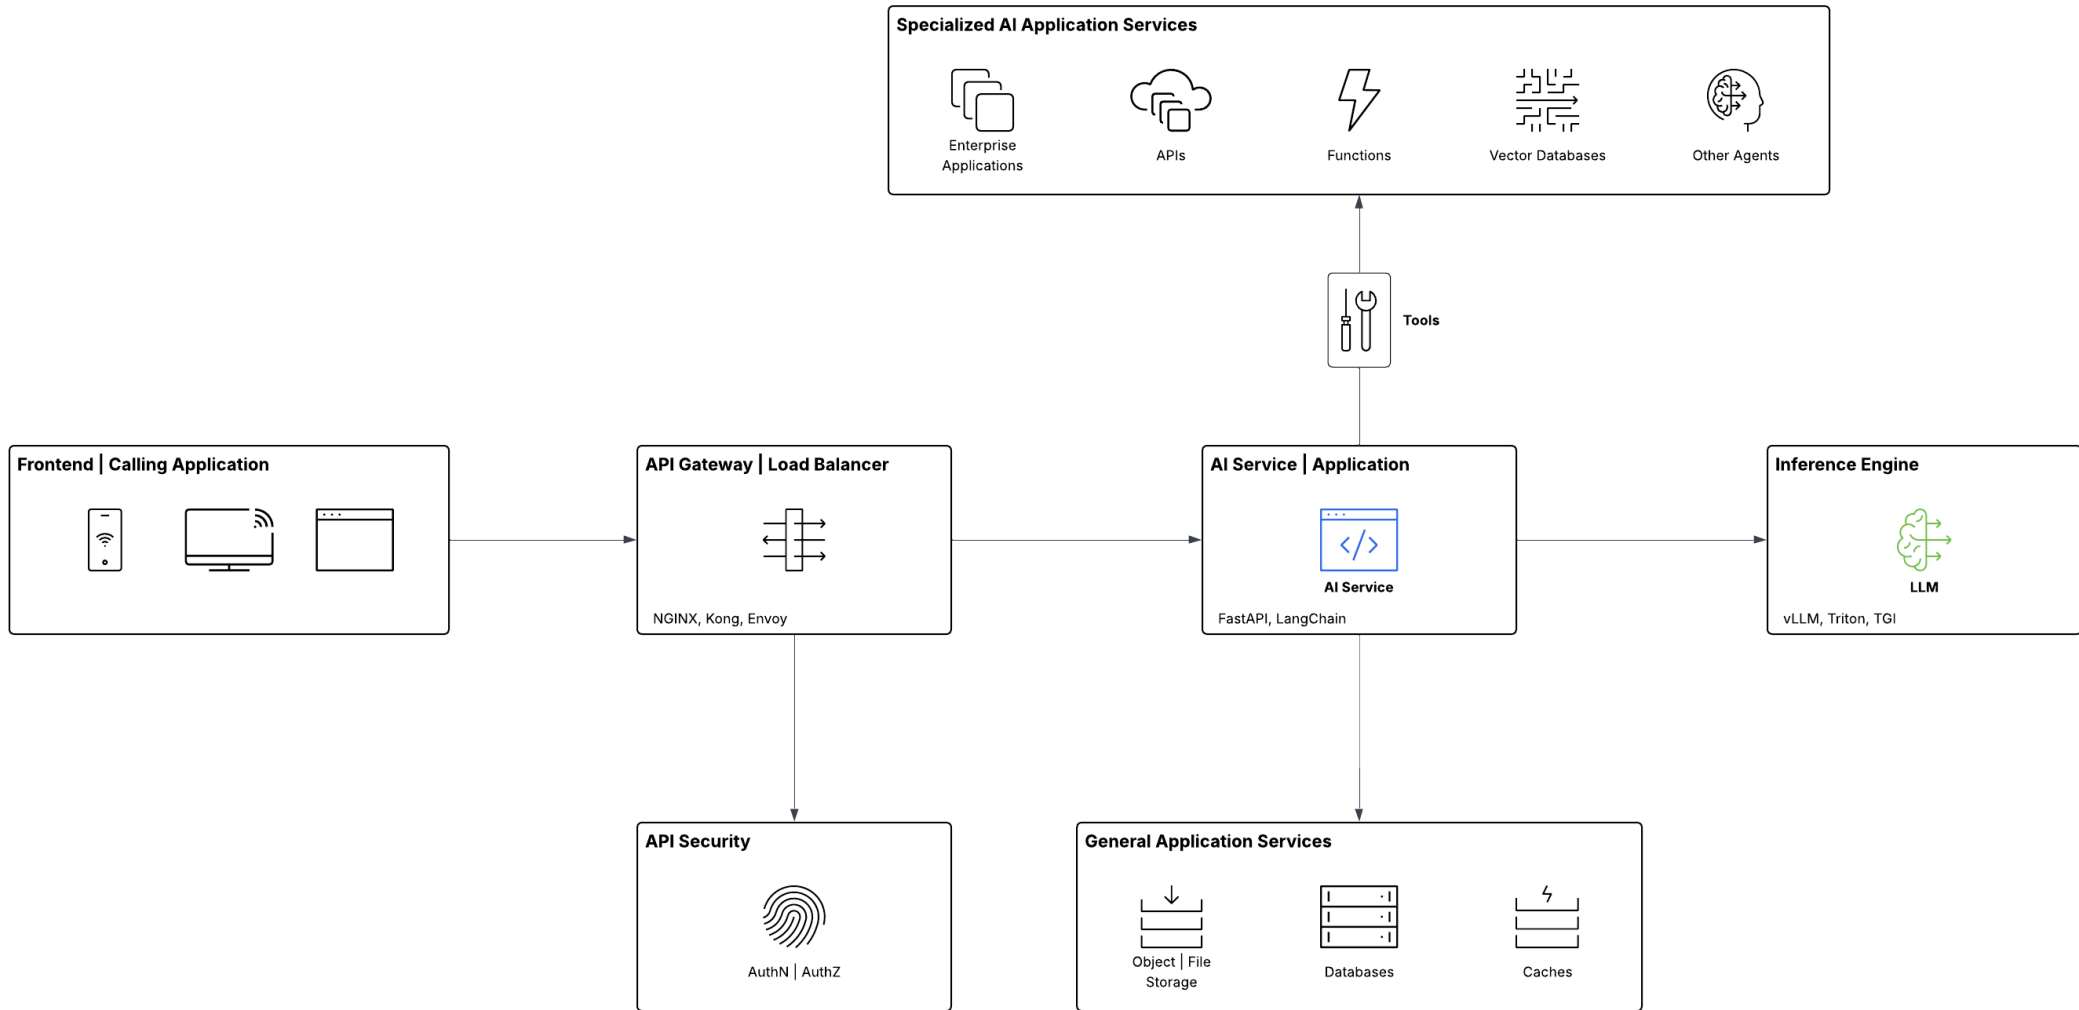 Specialized AI Application Services
Enterprise
Applications
APIs
Functions
Vector Databases
Other Agents
Tools
Frontend | Calling Application
API Gateway | Load Balancer
NGINX, Kong, Envoy
AI Service | Application
AI Service
FastAPI, LangChain
Inference Engine
LLM
vLLM, Triton, TGI
API Security
AuthN | AuthZ
General Application Services
Object | File
Storage
Databases
Caches